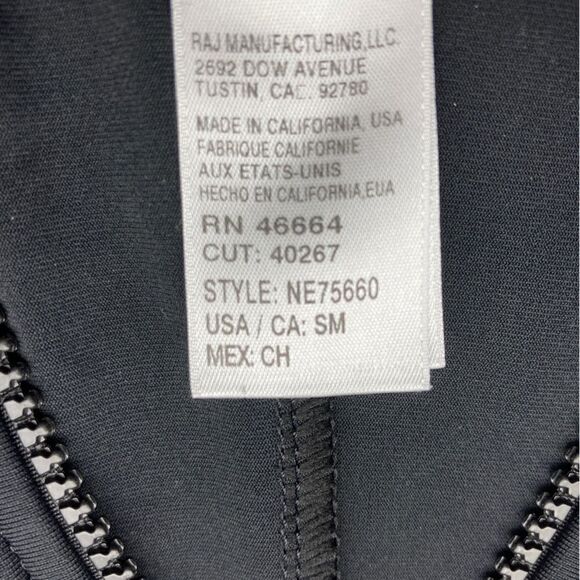 RAJ MANUFACTURING, LLC.
2692 DOW AVENUE
TUSTIN, CA 92780
MADE IN CALIFORNIA, USA
FABRIQUE CALIFORNIE
AUX ETATS-UNIS
HECHO EN CALIFORNIA,EUA
RN 46664
CUT: 40267
STYLE: NE75660
USA / CA: SM
MEX: CH